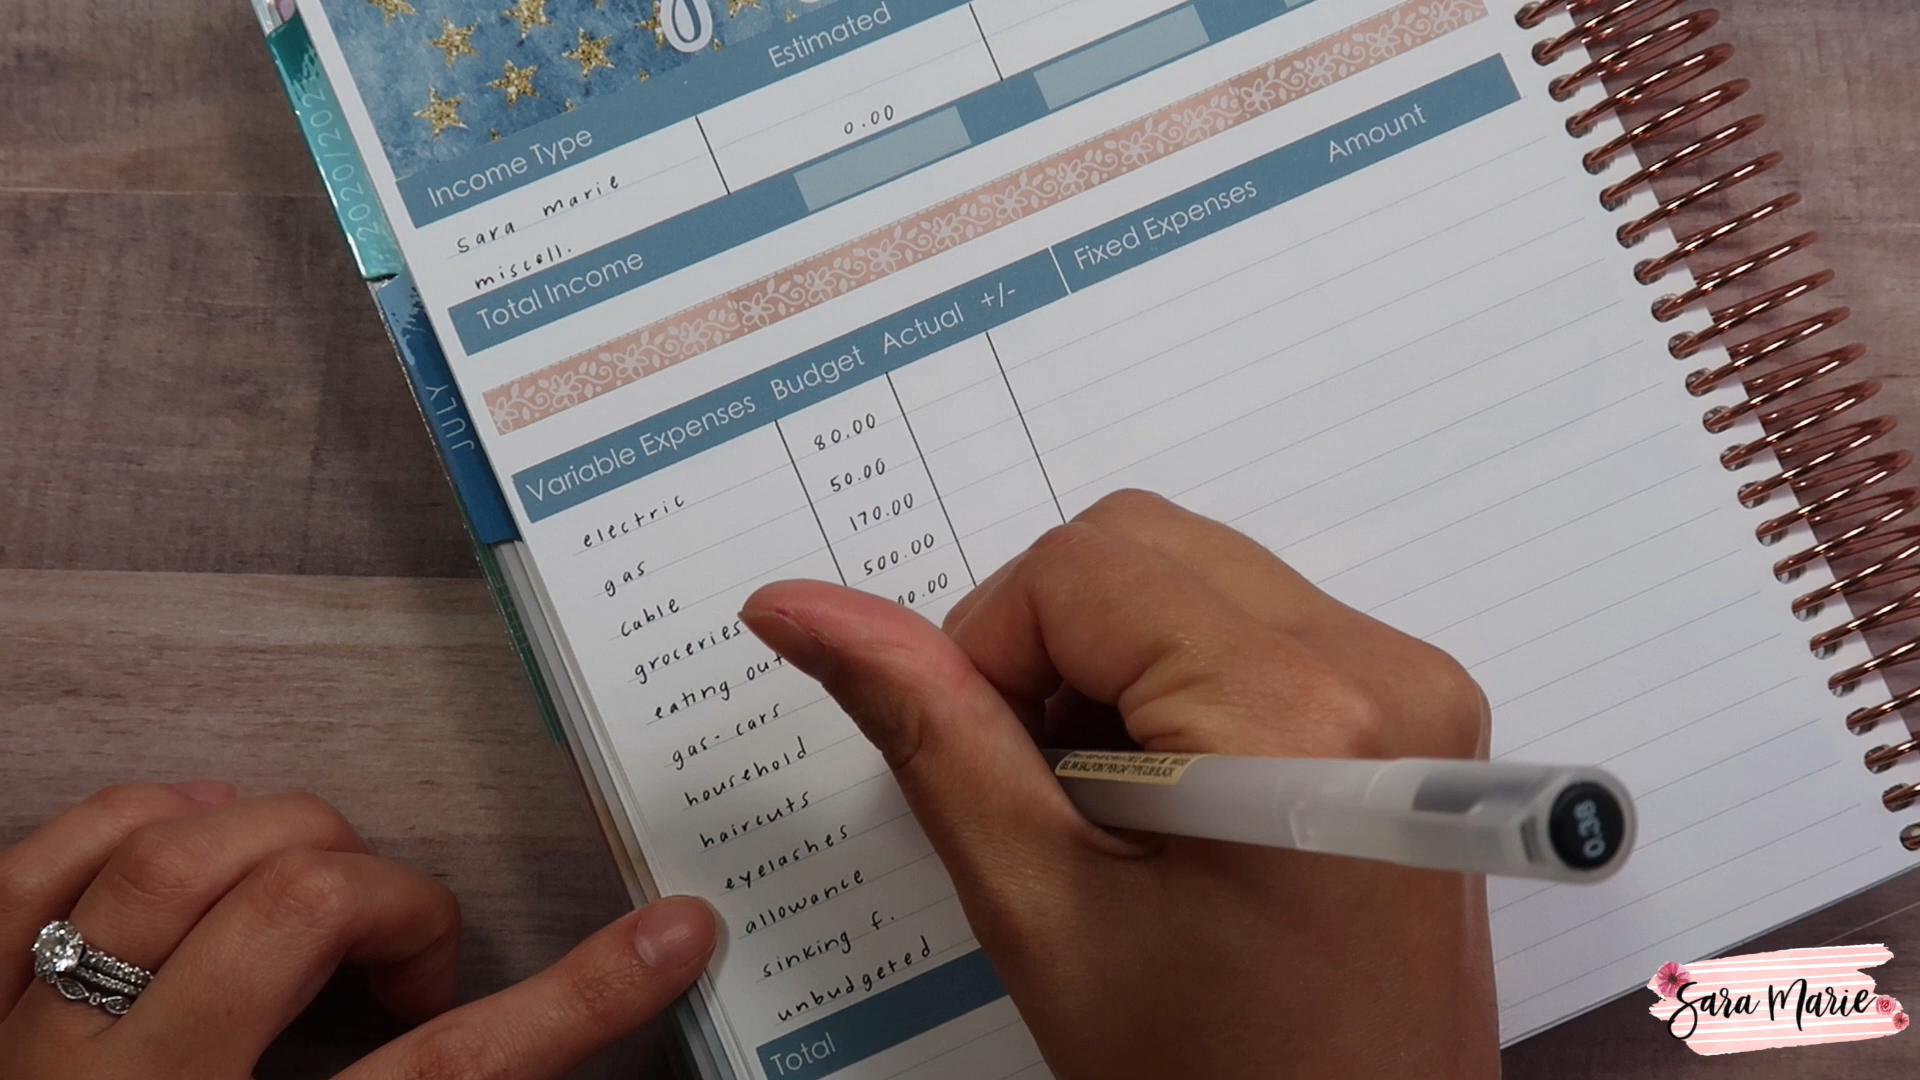 Estimated
Income Type
0.00
sara marie
miscell.
Total Income
Variable Expenses Budget Actual +/- Fixed Expenses Amount
electric 80.00
gas 50.00
cable 170.00
groceries 500.00
eating out 00.00
gas- cars
household
haircuts
eyelashes
allowance
sinking f.
unbudgeted
Total
2020/202
JULY
0.38
Sara Marie